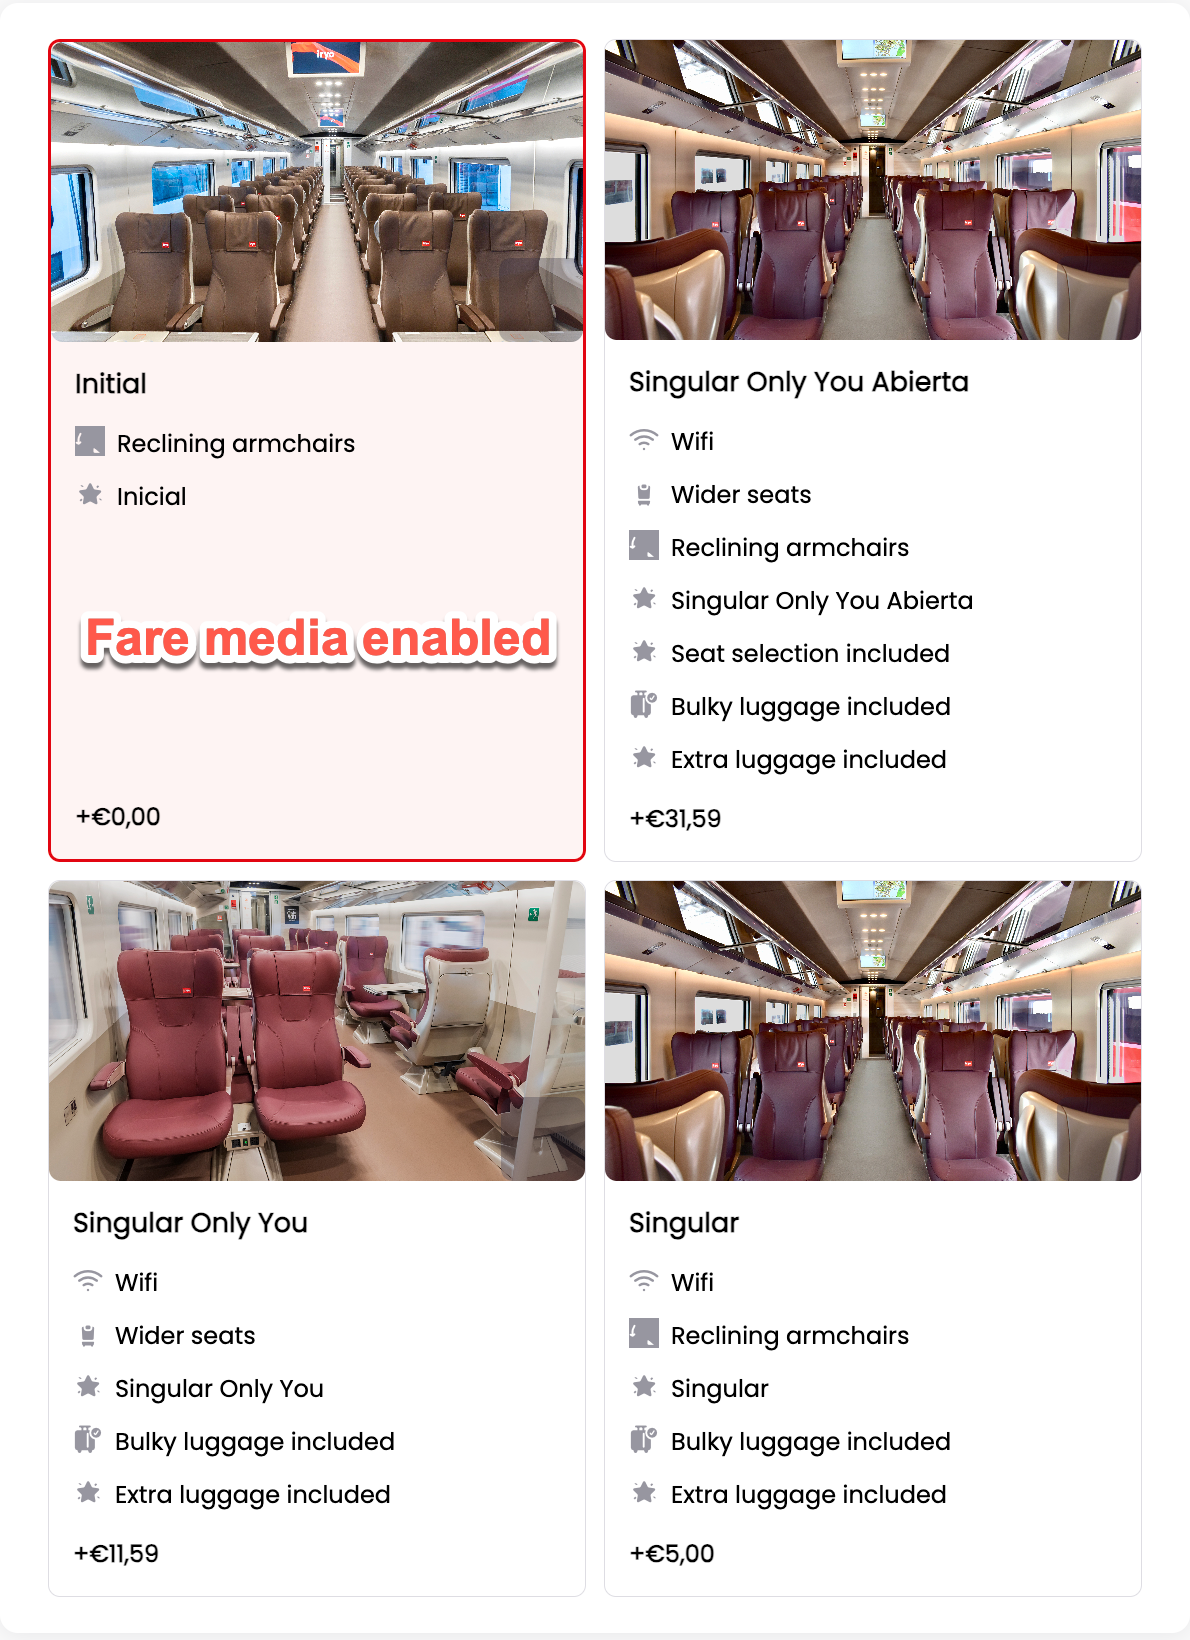 iryo
Initial
Reclining armchairs
Inicial
Fare media enabled
+€0,00
Singular Only You Abierta
Wifi
Wider seats
Reclining armchairs
Singular Only You Abierta
Seat selection included
Bulky luggage included
Extra luggage included
+€31,59
Singular Only You
Wifi
Wider seats
Singular Only You
Bulky luggage included
Extra luggage included
+€11,59
Singular
Wifi
Reclining armchairs
Singular
Bulky luggage included
Extra luggage included
+€5,00